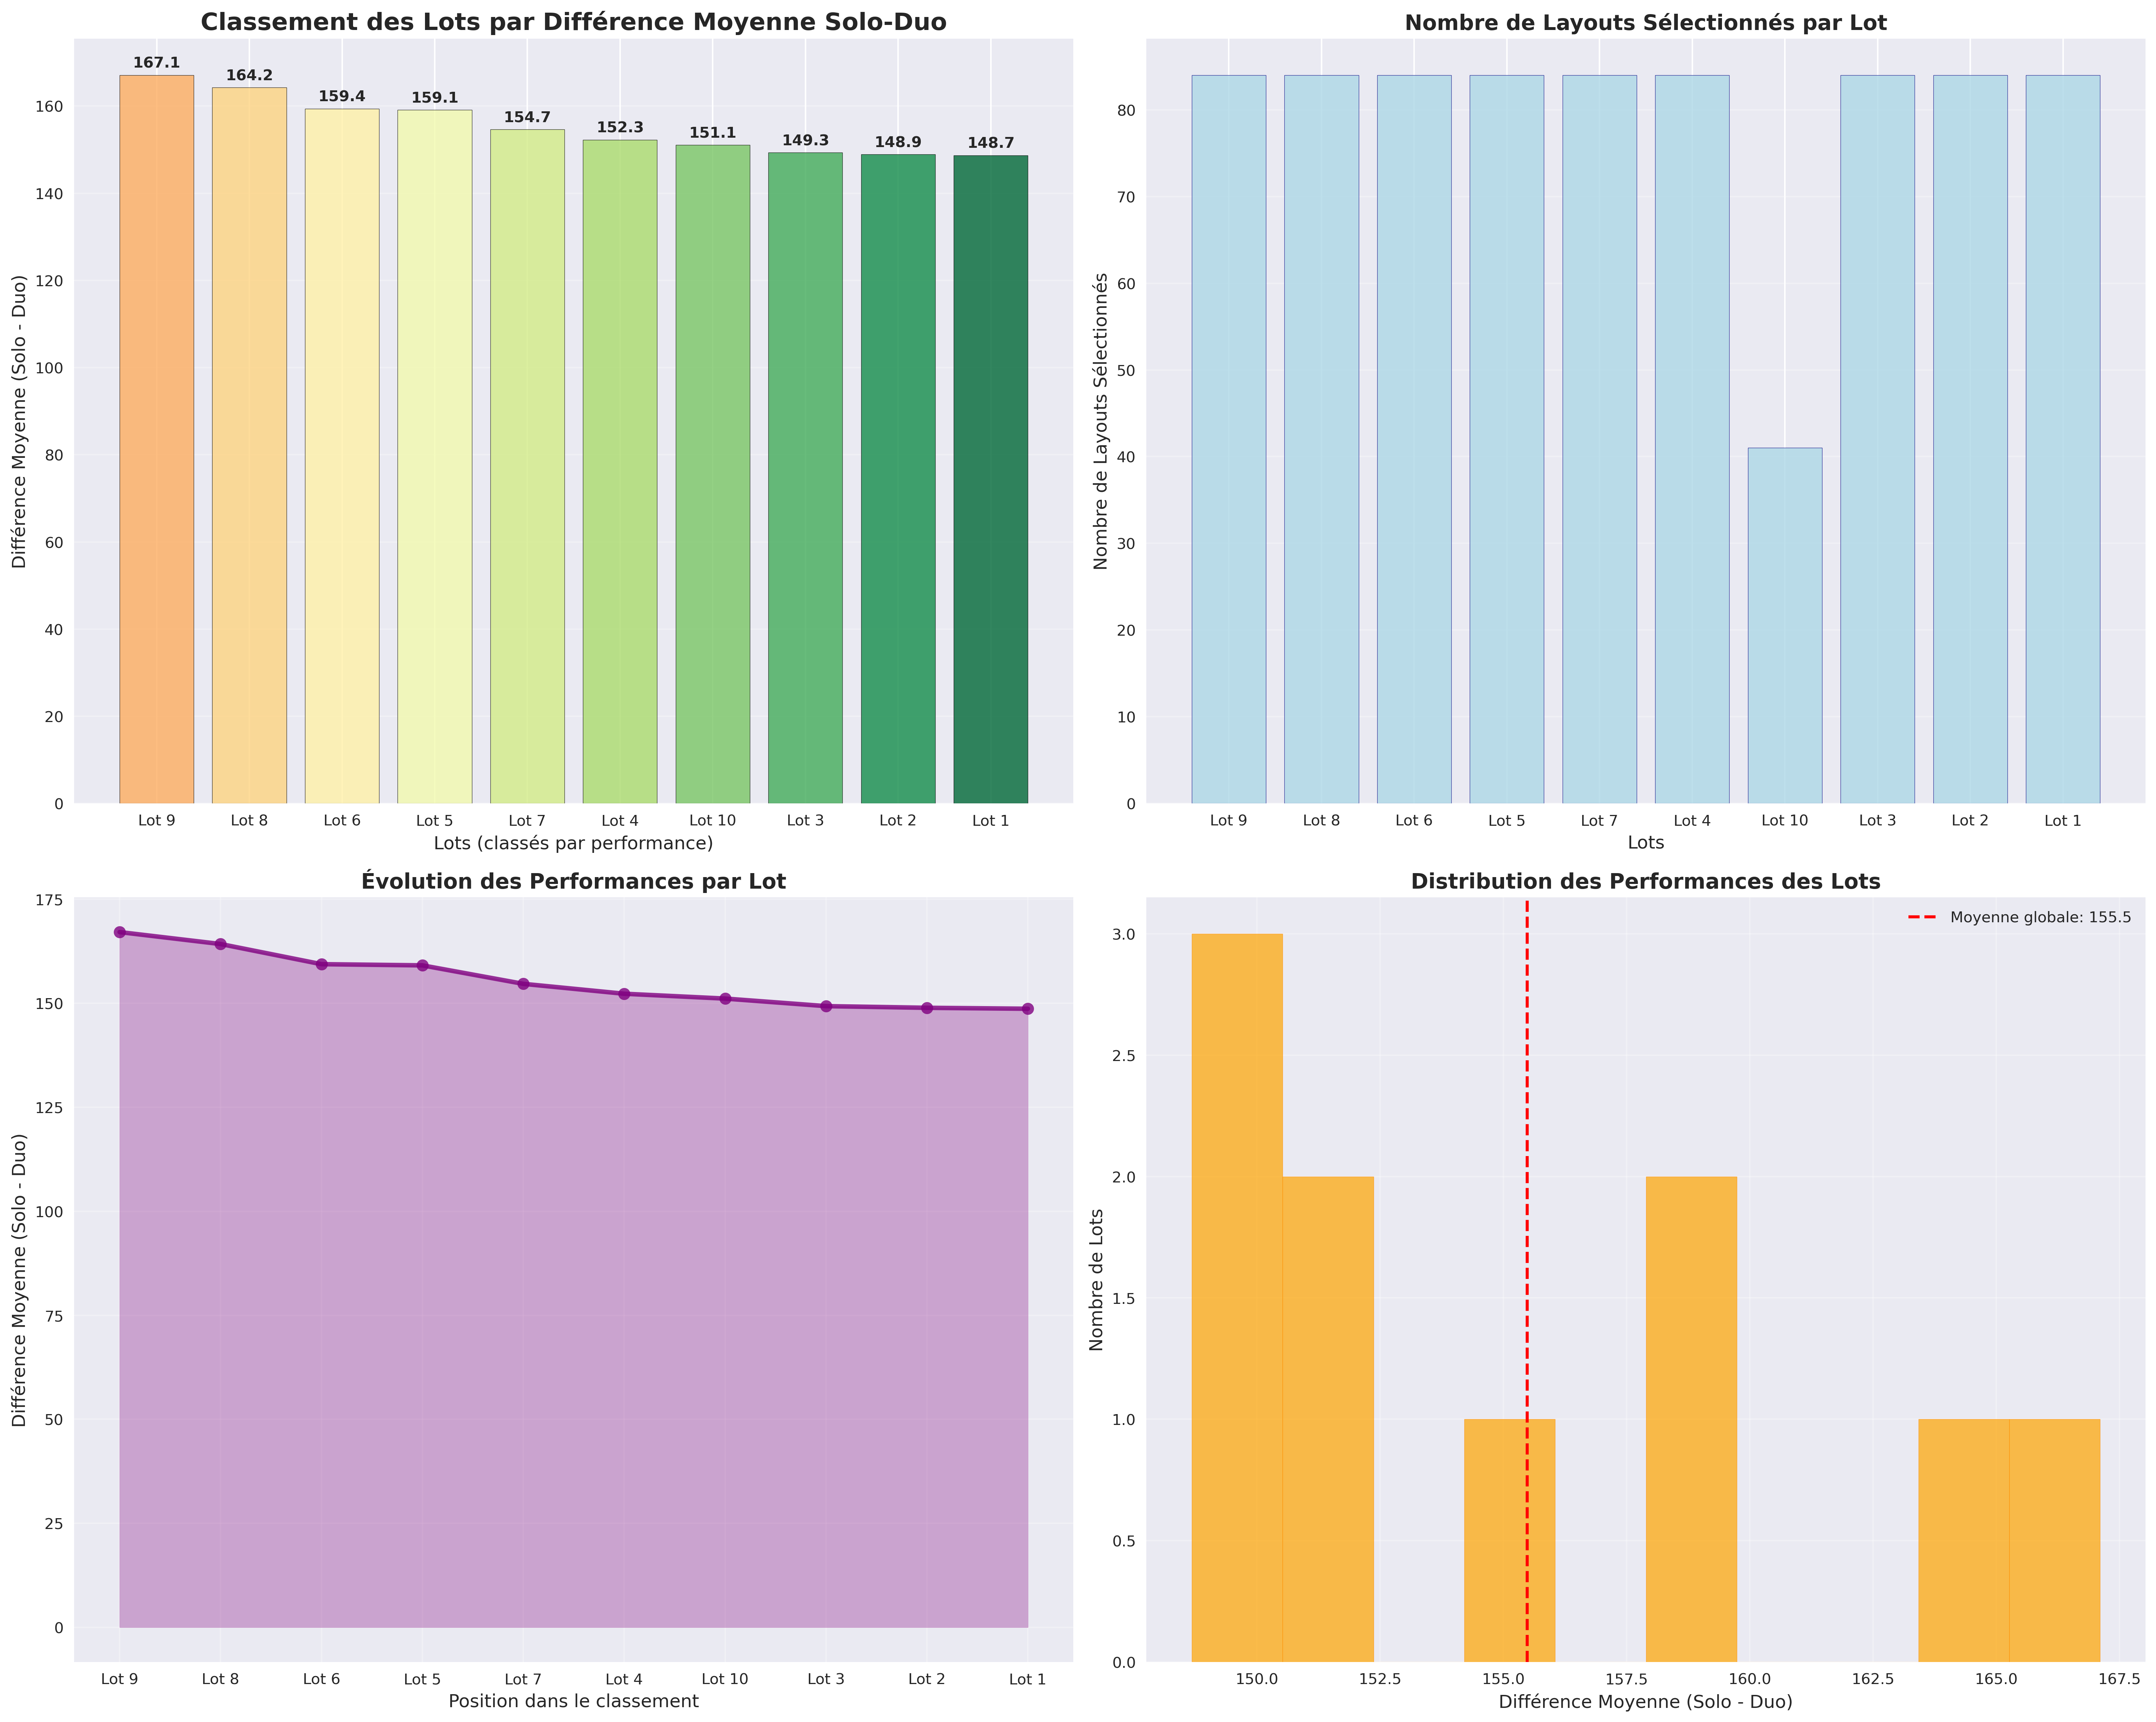 Classement des Lots par Différence Moyenne Solo-Duo
Différence Moyenne (Solo - Duo)
160
140
120
100
80
60
40
20
0
167.1
164.2
159.4
159.1
154.7
152.3
151.1
149.3
148.9
148.7
Lot 9 Lot 8 Lot 6 Lot 5 Lot 7 Lot 4 Lot 10 Lot 3 Lot 2 Lot 1
Lots (classés par performance)
Nombre de Layouts Sélectionnés par Lot
Nombre de Layouts Sélectionnés
80
70
60
50
40
30
20
10
0
Lot 9 Lot 8 Lot 6 Lot 5 Lot 7 Lot 4 Lot 10 Lot 3 Lot 2 Lot 1
Lots
Évolution des Performances par Lot
Différence Moyenne (Solo - Duo)
175
150
125
100
75
50
25
0
Lot 9 Lot 8 Lot 6 Lot 5 Lot 7 Lot 4 Lot 10 Lot 3 Lot 2 Lot 1
Position dans le classement
Distribution des Performances des Lots
Moyenne globale: 155.5
Nombre de Lots
3.0
2.5
2.0
1.5
1.0
0.5
0.0
150.0 152.5 155.0 157.5 160.0 162.5 165.0 167.5
Différence Moyenne (Solo - Duo)